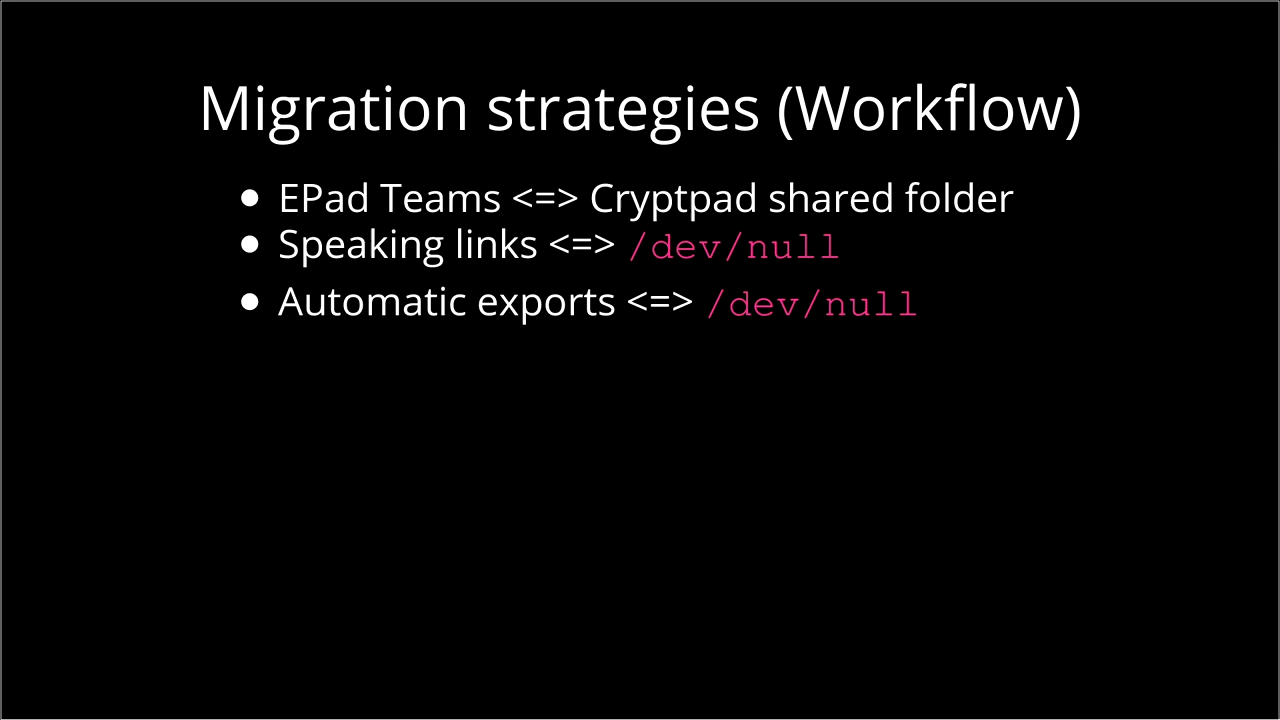 Migration strategies (Workflow)
• EPad Teams <=> Cryptpad shared folder
• Speaking links <=> /dev/null
• Automatic exports <=> /dev/null